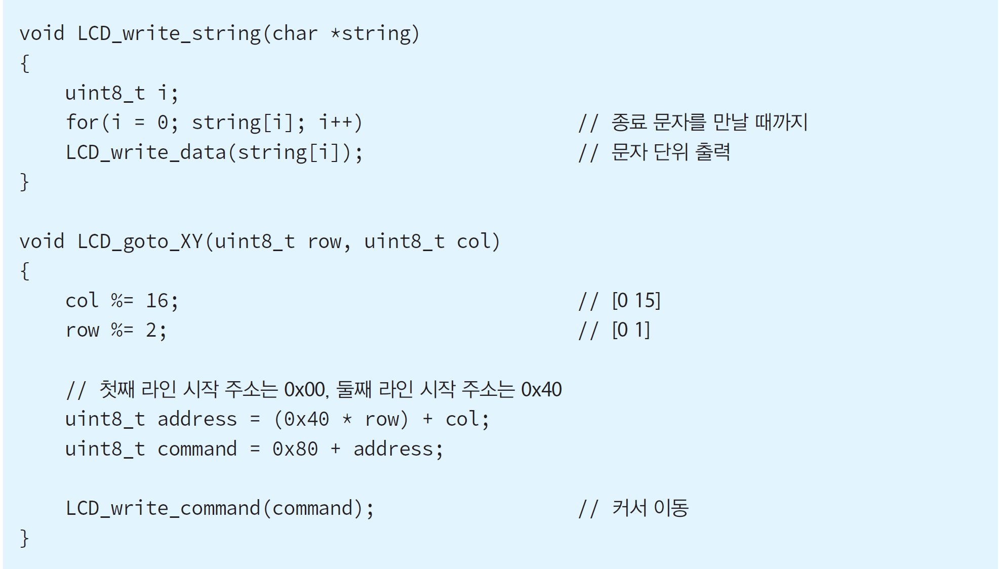 void LCD_write_string(char *string)
{
    uint8_t i;
    for(i = 0; string[i]; i++) // 종료 문자를 만날 때까지
    LCD_write_data(string[i]); // 문자 단위 출력
}
void LCD_goto_XY(uint8_t row, uint8_t col)
{
    col %= 16; // [0 15]
    row %= 2; // [0 1]
    // 첫째 라인 시작 주소는 0x00, 둘째 라인 시작 주소는 0x40
    uint8_t address = (0x40 * row) + col;
    uint8_t command = 0x80 + address;
    LCD_write_command(command); // 커서 이동
}